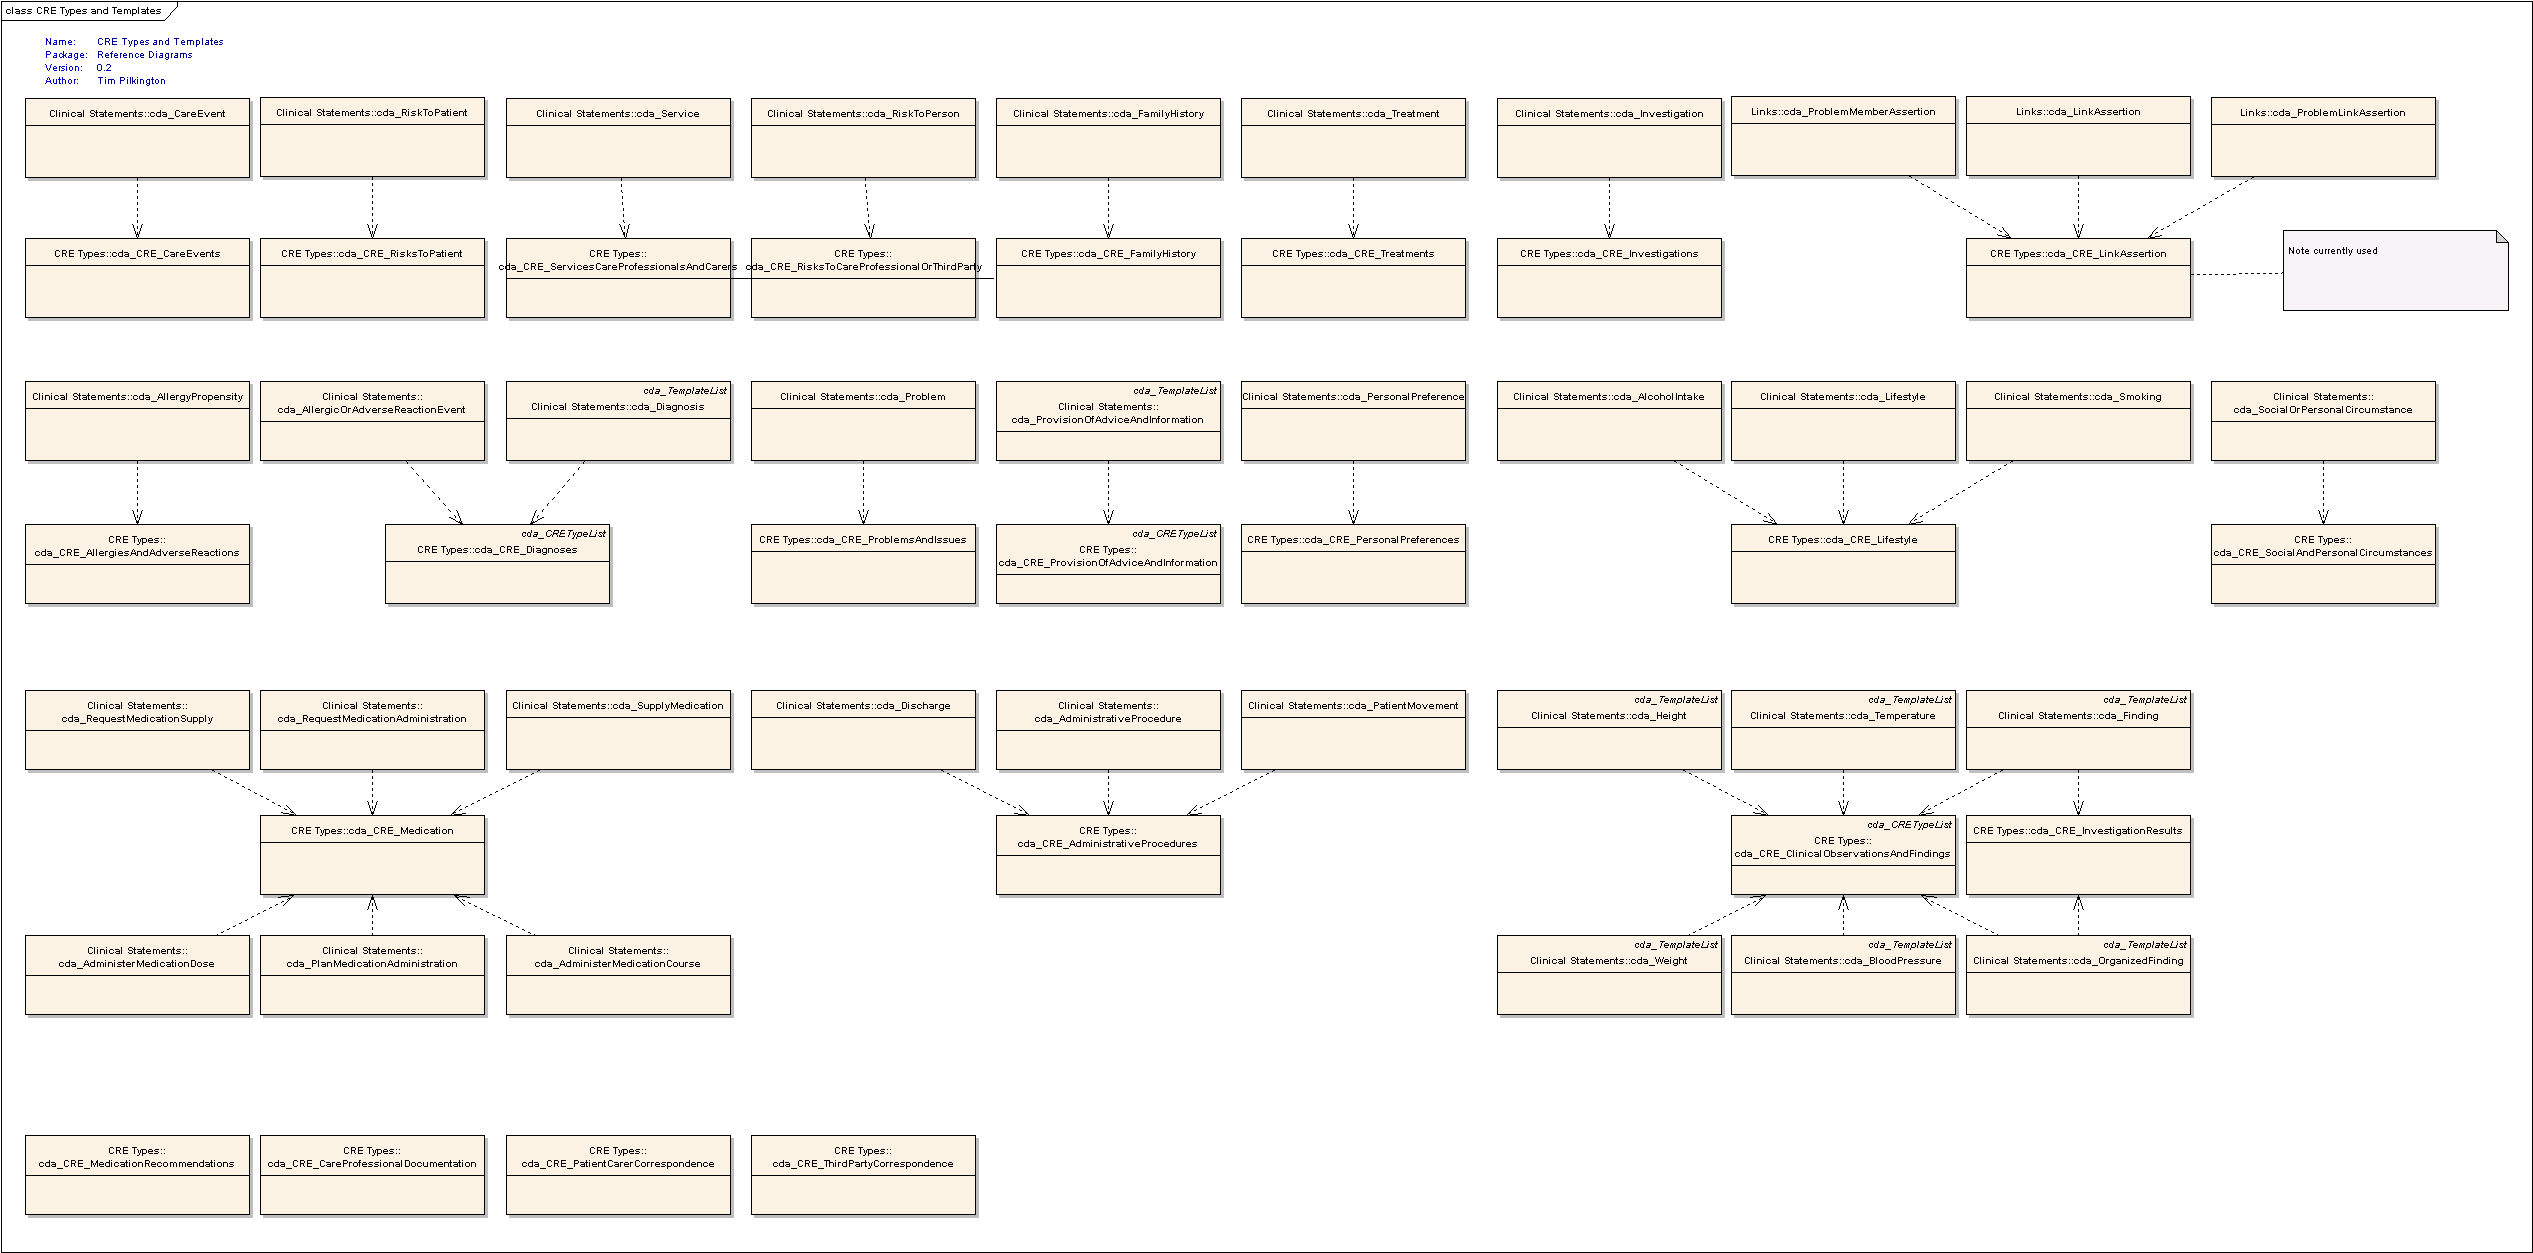 class CRE Types and Templates
Name: CRE Types and Templates
Package: Reference Diagrams
Version: 0.2
Author: Tim Pilkington
Clinical Statements::cda_CareEvent
Clinical Statements::cda_RiskToPatient
Clinical Statements::cda_Service
Clinical Statements::cda_RiskToPerson
Clinical Statements::cda_FamilyHistory
Clinical Statements::cda_Treatment
Clinical Statements::cda_Investigation
Links::cda_ProblemMemberAssertion
Links::cda_LinkAssertion
Links::cda_ProblemLinkAssertion
CRE Types::cda_CRE_CareEvents
CRE Types::cda_CRE_RisksToPatient
CRE Types::
cda_CRE_ServicesCareProfessionalsAndCarers
CRE Types::
cda_CRE_RisksToCareProfessionalOrThirdParty
CRE Types::cda_CRE_FamilyHistory
CRE Types::cda_CRE_Treatments
CRE Types::cda_CRE_Investigations
CRE Types::cda_CRE_LinkAssertion
Note currently used
Clinical Statements::cda_AllergyPropensity
Clinical Statements::
cda_AllergicOrAdverseReactionEvent
cda_TemplateList
Clinical Statements::cda_Diagnosis
Clinical Statements::cda_Problem
cda_TemplateList
Clinical Statements::
cda_ProvisionOfAdviceAndInformation
Clinical Statements::cda_PersonalPreference
Clinical Statements::cda_AlcoholIntake
Clinical Statements::cda_Lifestyle
Clinical Statements::cda_Smoking
Clinical Statements::
cda_SocialOrPersonalCircumstance
CRE Types::
cda_CRE_AllergiesAndAdverseReactions
cda_CRETypeList
CRE Types::cda_CRE_Diagnoses
CRE Types::cda_CRE_ProblemsAndIssues
cda_CRETypeList
CRE Types::
cda_CRE_ProvisionOfAdviceAndInformation
CRE Types::cda_CRE_PersonalPreferences
CRE Types::cda_CRE_Lifestyle
CRE Types::
cda_CRE_SocialAndPersonalCircumstances
Clinical Statements::
cda_RequestMedicationSupply
Clinical Statements::
cda_RequestMedicationAdministration
Clinical Statements::cda_SupplyMedication
Clinical Statements::cda_Discharge
Clinical Statements::
cda_AdministrativeProcedure
Clinical Statements::cda_PatientMovement
cda_TemplateList
Clinical Statements::cda_Height
cda_TemplateList
Clinical Statements::cda_Temperature
cda_TemplateList
Clinical Statements::cda_Finding
CRE Types::cda_CRE_Medication
CRE Types::
cda_CRE_AdministrativeProcedures
cda_CRETypeList
CRE Types::
cda_CRE_ClinicalObservationsAndFindings
CRE Types::cda_CRE_InvestigationResults
Clinical Statements::
cda_AdministerMedicationDose
Clinical Statements::
cda_PlanMedicationAdministration
Clinical Statements::
cda_AdministerMedicationCourse
cda_TemplateList
Clinical Statements::cda_Weight
cda_TemplateList
Clinical Statements::cda_BloodPressure
cda_TemplateList
Clinical Statements::cda_OrganizedFinding
CRE Types::
cda_CRE_MedicationRecommendations
CRE Types::
cda_CRE_CareProfessionalDocumentation
CRE Types::
cda_CRE_PatientCarerCorrespondence
CRE Types::
cda_CRE_ThirdPartyCorrespondence